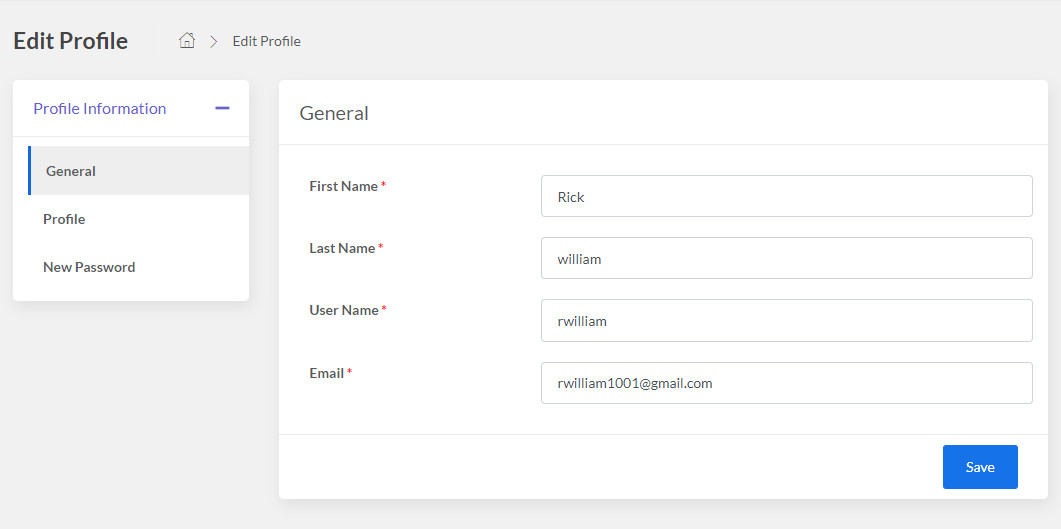 Edit Profile
Edit Profile
Profile Information
General
Profile
New Password
General
First Name *
Rick
Last Name *
william
User Name *
rwilliam
Email *
rwilliam1001@gmail.com
Save